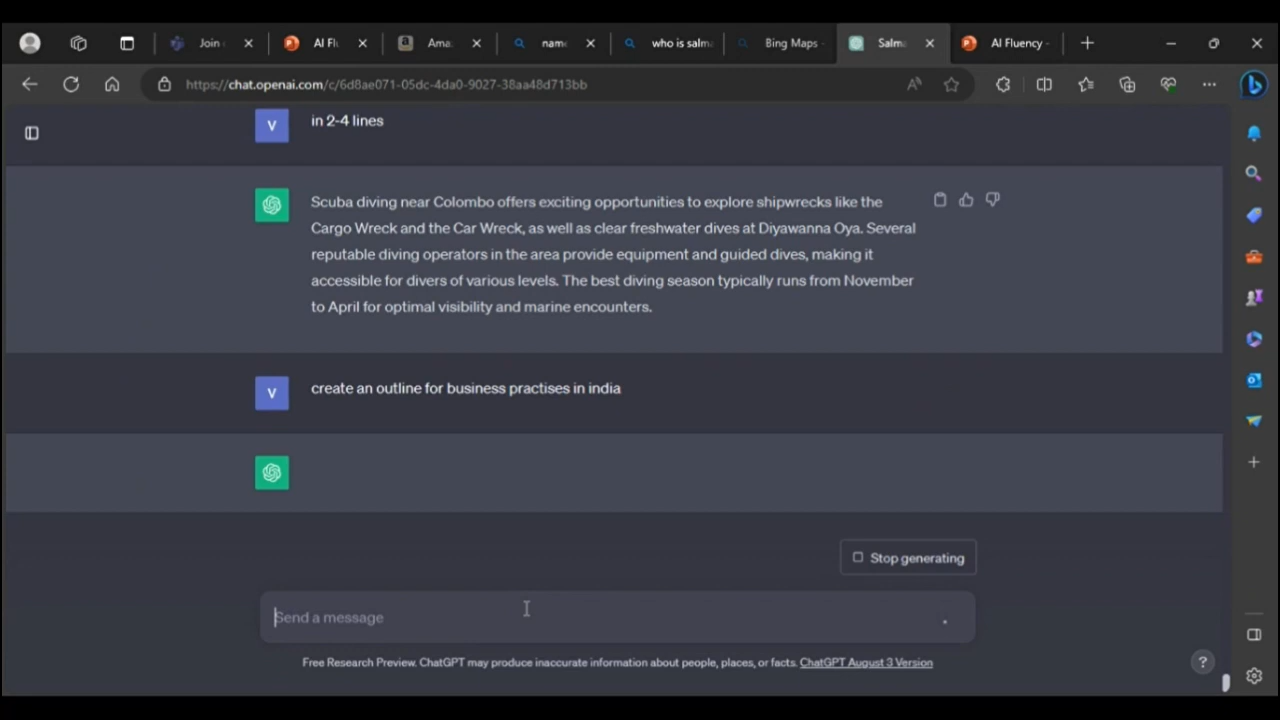 Join
AI Fl
Ama
nam
who is salm
Bing Maps
Salm
AI Fluency
https://chat.openai.com/c/6d8ae071-05dc-4da0-9027-38aa48d713bb
V
in 2-4 lines
Scuba diving near Colombo offers exciting opportunities to explore shipwrecks like the
Cargo Wreck and the Car Wreck, as well as clear freshwater dives at Diyawanna Oya. Several
reputable diving operators in the area provide equipment and guided dives, making it
accessible for divers of various levels. The best diving season typically runs from November
to April for optimal visibility and marine encounters.
V
create an outline for business practises in india
Stop generating
Send a message
Free Research Preview. ChatGPT may produce inaccurate information about people, places, or facts. ChatGPT August 3 Version
?